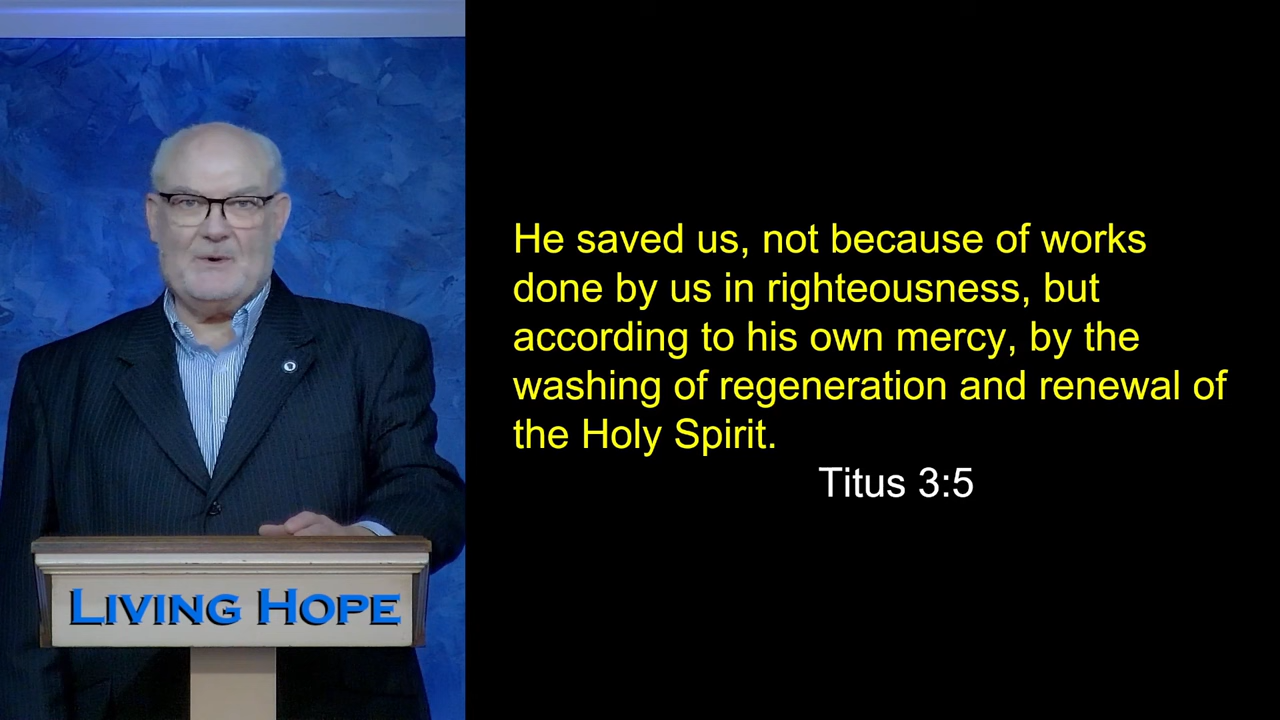 He saved us, not because of works
done by us in righteousness, but
according to his own mercy, by the
washing of regeneration and renewal of
the Holy Spirit.
Titus 3:5
LIVING HOPE